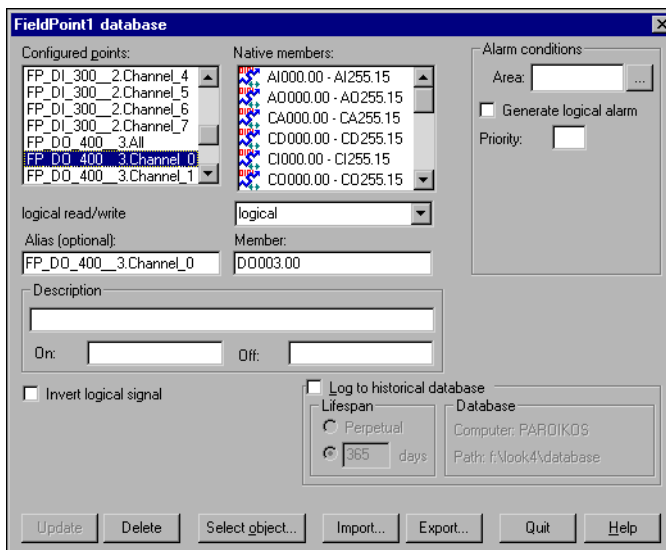 FieldPoint1 database
Configured points:
FP_DI_300__2.Channel_4
FP_DI_300__2.Channel_5
FP_DI_300__2.Channel_6
FP_DI_300__2.Channel_7
FP_DO_400__3.All
FP_DO_400__3.Channel_0
FP_DO_400__3.Channel_1
Native members:
AI000.00 - AI255.15
AO000.00 - AO255.15
CA000.00 - CA255.15
CD000.00 - CD255.15
CI000.00 - CI255.15
CO000.00 - CO255.15
Alarm conditions
Area:
...
Generate logical alarm
Priority:
logical read/write
logical
Alias (optional):
FP_DO_400__3.Channel_0
Member:
DO003.00
Description
On:
Off:
Invert logical signal
Log to historical database
Lifespan
Perpetual
365 days
Database
Computer: PAROIKOS
Path: f:\look4\database
Update
Delete
Select object...
Import...
Export...
Quit
Help